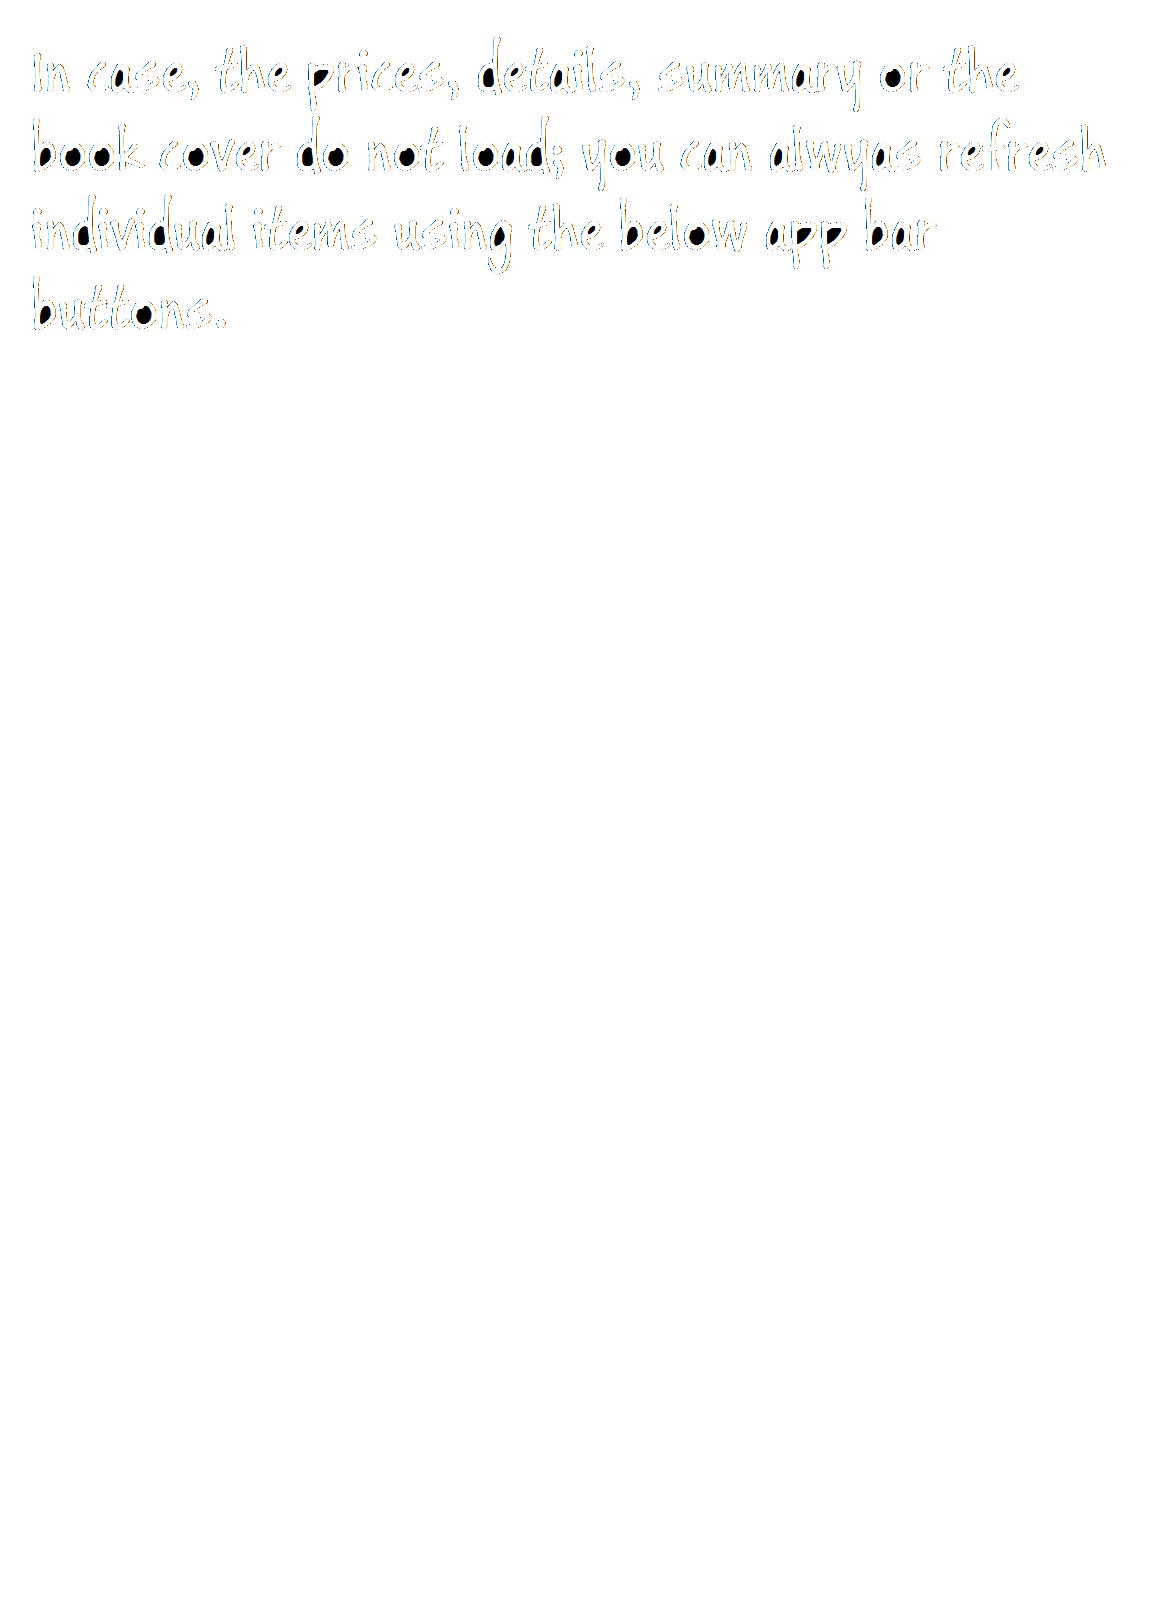 In case, the prices, details, summary or the
book cover do not load; you can alwyas refresh
individual items using the below app bar
buttons.